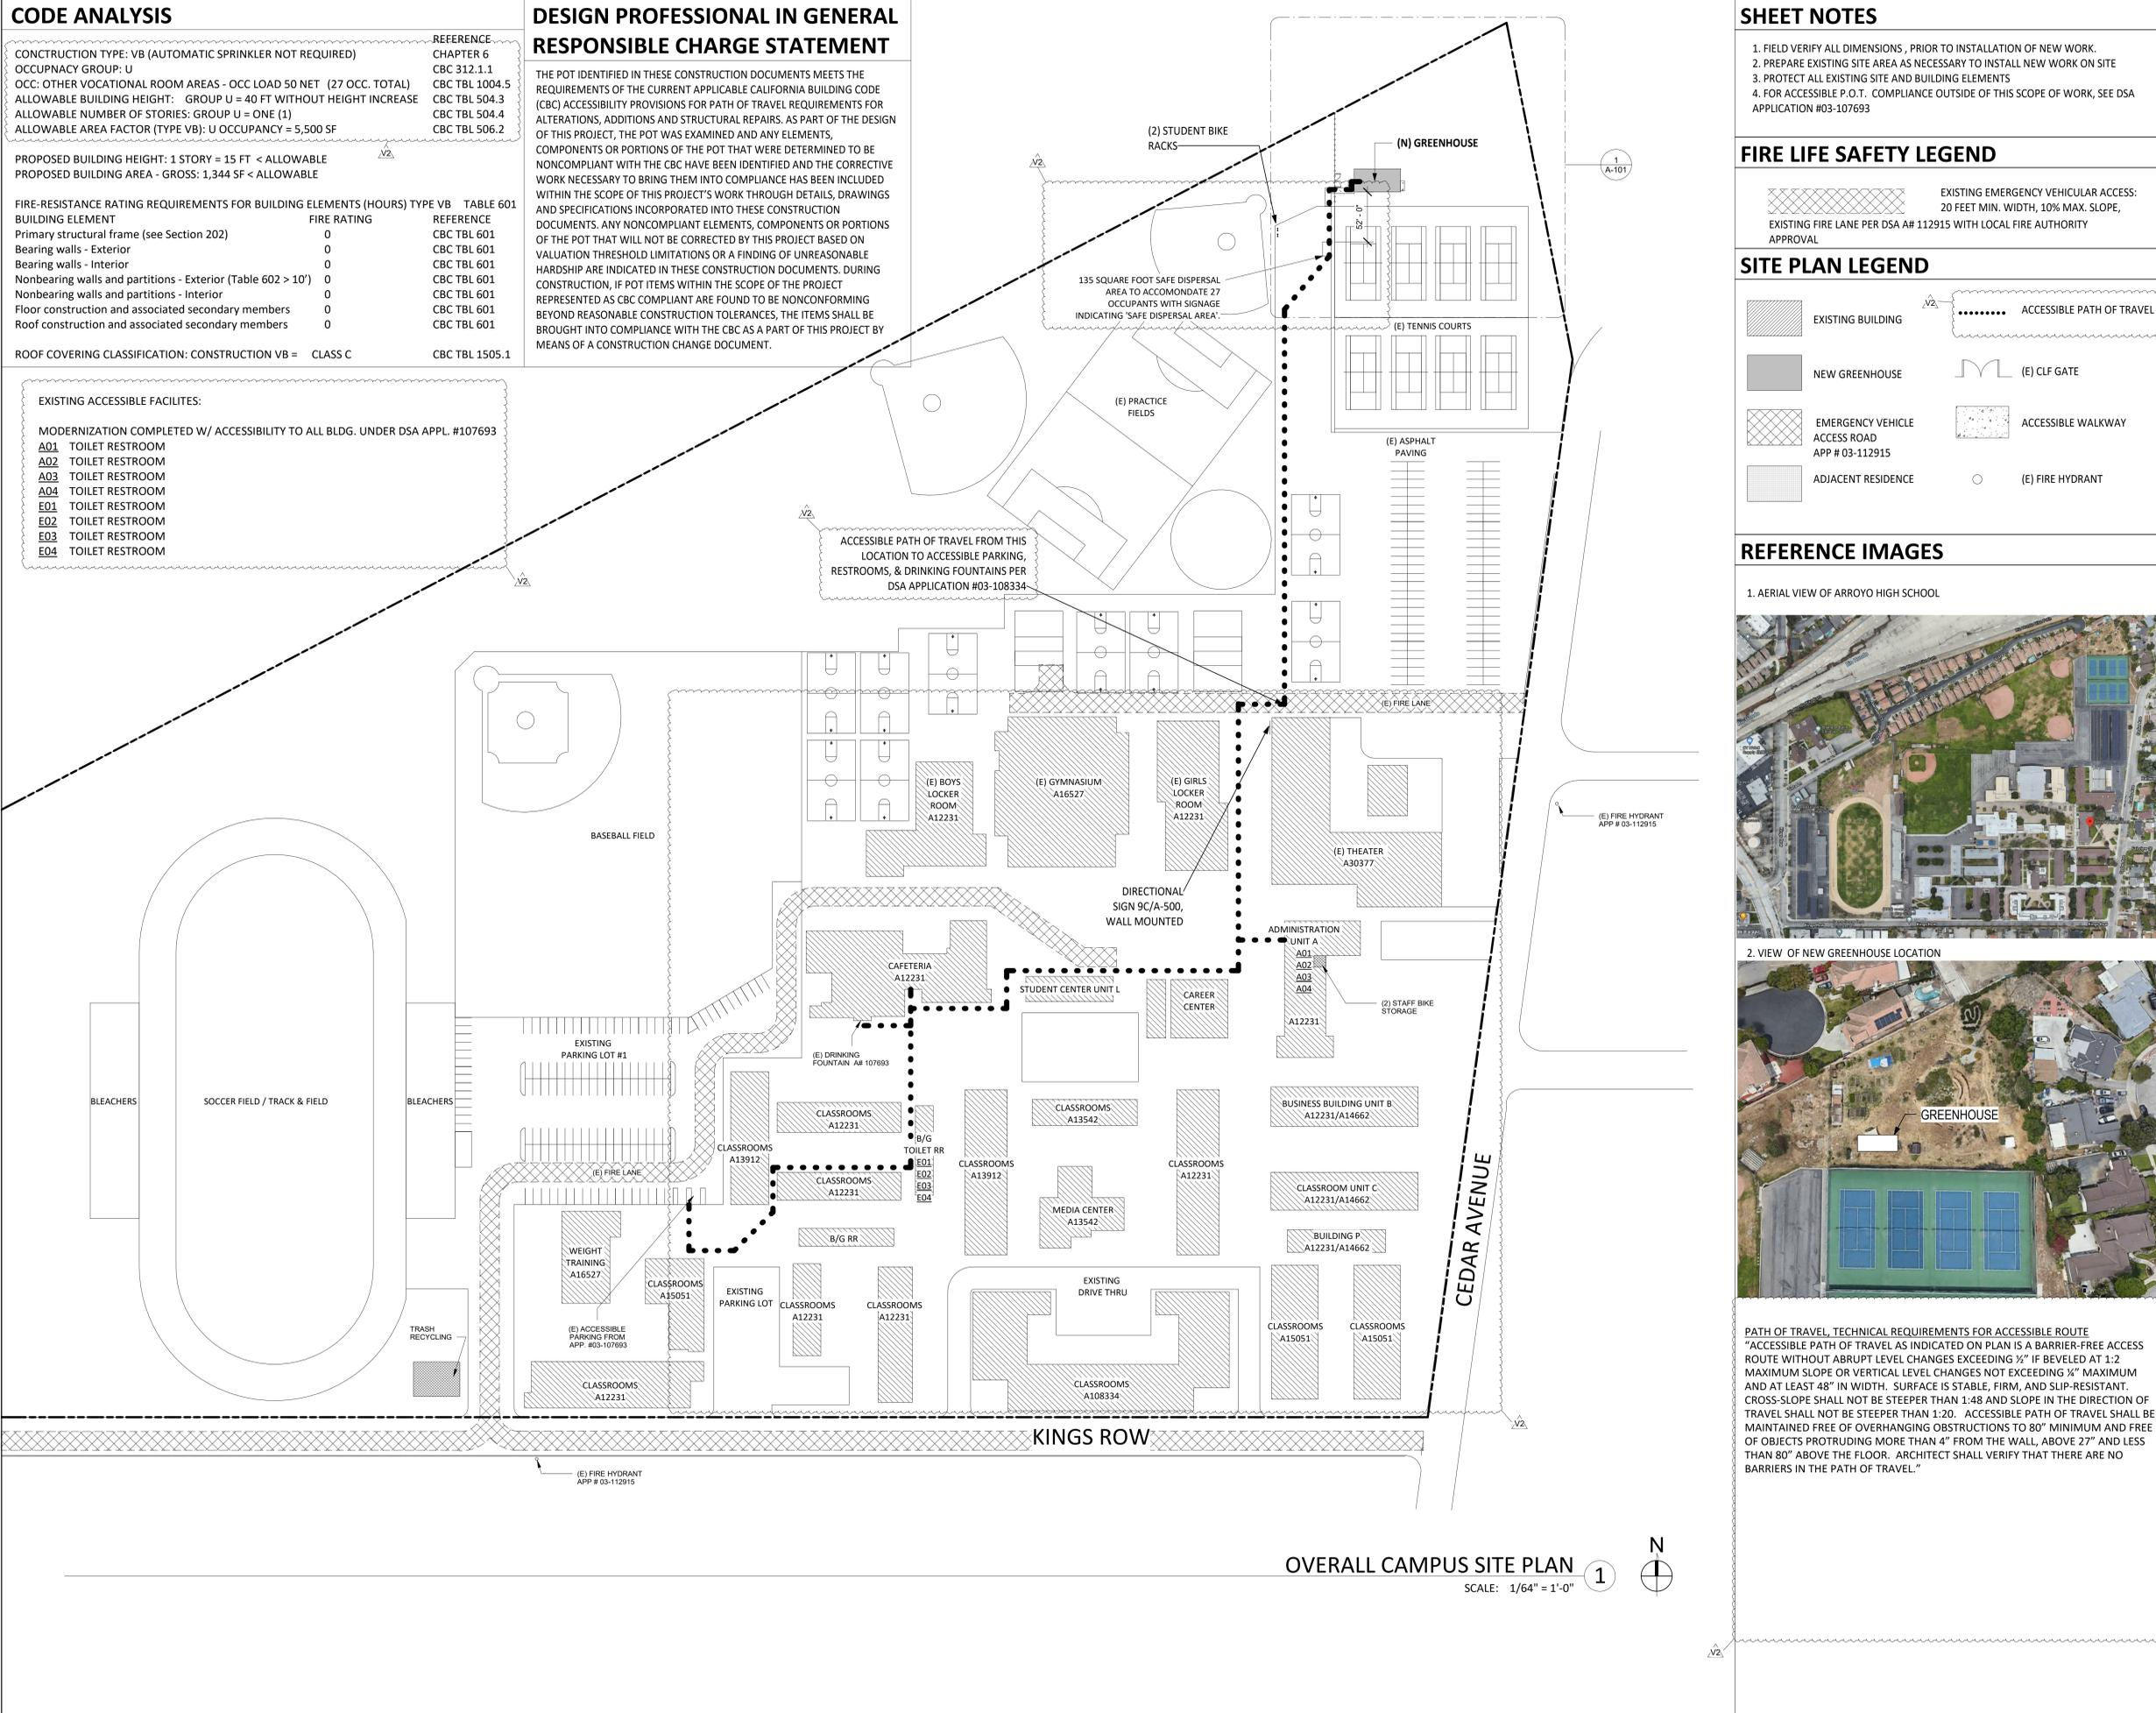 CODE ANALYSIS
REFERENCE
CONSTRUCTION TYPE: VB (AUTOMATIC SPRINKLER NOT REQUIRED) CHAPTER 6
OCCUPNACY GROUP: U CBC 312.1.1
OCC: OTHER VOCATIONAL ROOM AREAS - OCC LOAD 50 NET (27 OCC. TOTAL) CBC TBL 1004.5
ALLOWABLE BUILDING HEIGHT: GROUP U = 40 FT WITHOUT HEIGHT INCREASE CBC TBL 504.3
ALLOWABLE NUMBER OF STORIES: GROUP U = ONE (1) CBC TBL 504.4
ALLOWABLE AREA FACTOR (TYPE VB): U OCCUPANCY = 5,500 SF CBC TBL 506.2
V2
PROPOSED BUILDING HEIGHT: 1 STORY = 15 FT < ALLOWABLE
PROPOSED BUILDING AREA - GROSS: 1,344 SF < ALLOWABLE
FIRE-RESISTANCE RATING REQUIREMENTS FOR BUILDING ELEMENTS (HOURS) TYPE VB TABLE 601
BUILDING ELEMENT FIRE RATING REFERENCE
Primary structural frame (see Section 202) 0 CBC TBL 601
Bearing walls - Exterior 0 CBC TBL 601
Bearing walls - Interior 0 CBC TBL 601
Nonbearing walls and partitions - Exterior (Table 602 > 10') 0 CBC TBL 601
Nonbearing walls and partitions - Interior 0 CBC TBL 601
Floor construction and associated secondary members 0 CBC TBL 601
Roof construction and associated secondary members 0 CBC TBL 601
ROOF COVERING CLASSIFICATION: CONSTRUCTION VB = CLASS C CBC TBL 1505.1
EXISTING ACCESSIBLE FACILITES:
MODERNIZATION COMPLETED W/ ACCESSIBILITY TO ALL BLDG. UNDER DSA APPL. #107693
A01 TOILET RESTROOM
A02 TOILET RESTROOM
A03 TOILET RESTROOM
A04 TOILET RESTROOM
E01 TOILET RESTROOM
E02 TOILET RESTROOM
E03 TOILET RESTROOM
E04 TOILET RESTROOM
V2
DESIGN PROFESSIONAL IN GENERAL
RESPONSIBLE CHARGE STATEMENT
THE POT IDENTIFIED IN THESE CONSTRUCTION DOCUMENTS MEETS THE
REQUIREMENTS OF THE CURRENT APPLICABLE CALIFORNIA BUILDING CODE
(CBC) ACCESSIBILITY PROVISIONS FOR PATH OF TRAVEL REQUIREMENTS FOR
ALTERATIONS, ADDITIONS AND STRUCTURAL REPAIRS. AS PART OF THE DESIGN
OF THIS PROJECT, THE POT WAS EXAMINED AND ANY ELEMENTS,
COMPONENTS OR PORTIONS OF THE POT THAT WERE DETERMINED TO BE
NONCOMPLIANT WITH THE CBC HAVE BEEN IDENTIFIED AND THE CORRECTIVE
WORK NECESSARY TO BRING THEM INTO COMPLIANCE HAS BEEN INCLUDED
WITHIN THE SCOPE OF THIS PROJECT'S WORK THROUGH DETAILS, DRAWINGS
AND SPECIFICATIONS INCORPORATED INTO THESE CONSTRUCTION
DOCUMENTS. ANY NONCOMPLIANT ELEMENTS, COMPONENTS OR PORTIONS
OF THE POT THAT WILL NOT BE CORRECTED BY THIS PROJECT BASED ON
VALUATION THRESHOLD LIMITATIONS OR A FINDING OF UNREASONABLE
HARDSHIP ARE INDICATED IN THESE CONSTRUCTION DOCUMENTS. DURING
CONSTRUCTION, IF POT ITEMS WITHIN THE SCOPE OF THE PROJECT
REPRESENTED AS CBC COMPLIANT ARE FOUND TO BE NONCONFORMING
BEYOND REASONABLE CONSTRUCTION TOLERANCES, THE ITEMS SHALL BE
BROUGHT INTO COMPLIANCE WITH THE CBC AS A PART OF THIS PROJECT BY
MEANS OF A CONSTRUCTION CHANGE DOCUMENT.
(2) STUDENT BIKE
RACKS
(N) GREENHOUSE
1
A-101
V2
52' - 0"
135 SQUARE FOOT SAFE DISPERSAL
AREA TO ACCOMONDATE 27
OCCUPANTS WITH SIGNAGE
INDICATING 'SAFE DISPERSAL AREA'.
(E) TENNIS COURTS
(E) PRACTICE
FIELDS
(E) ASPHALT
PAVING
V2
ACCESSIBLE PATH OF TRAVEL FROM THIS
LOCATION TO ACCESSIBLE PARKING,
RESTROOMS, & DRINKING FOUNTAINS PER
DSA APPLICATION #03-108334
(E) FIRE LANE
(E) BOYS
LOCKER
ROOM
A12231
(E) GYMNASIUM
A16527
(E) GIRLS
LOCKER
ROOM
A12231
(E) FIRE HYDRANT
APP # 03-112915
BASEBALL FIELD
(E) THEATER
A30377
DIRECTIONAL
SIGN 9C/A-500,
WALL MOUNTED
ADMINISTRATION
UNIT A
A01
A02
A03
A04
A12231
(2) STAFF BIKE
STORAGE
CAFETERIA
A12231
STUDENT CENTER UNIT L
CAREER
CENTER
(E) DRINKING
FOUNTAIN A# 107693
EXISTING
PARKING LOT #1
BLEACHERS
SOCCER FIELD / TRACK & FIELD
BLEACHERS
CLASSROOMS
A12231
CLASSROOMS
A13542
BUSINESS BUILDING UNIT B
A12231/A14662
CLASSROOMS
A13912
B/G
TOILET RR
E01
E02
E03
E04
CLASSROOMS
A13912
CLASSROOMS
A12231
(E) FIRE LANE
CLASSROOMS
A12231
CLASSROOM UNIT C
A12231/A14662
MEDIA CENTER
A13542
B/G RR
BUILDING P
A12231/A14662
WEIGHT
TRAINING
A16527
CLASSROOMS
A15051
EXISTING
PARKING LOT
CLASSROOMS
A12231
CLASSROOMS
A12231
EXISTING
DRIVE THRU
CLASSROOMS
A15051
CLASSROOMS
A15051
CEDAR AVENUE
TRASH
RECYCLING
(E) ACCESSIBLE
PARKING FROM
APP. #03-107693
CLASSROOMS
A12231
CLASSROOMS
A108334
V2
KINGS ROW
(E) FIRE HYDRANT
APP # 03-112915
OVERALL CAMPUS SITE PLAN 1
SCALE: 1/64" = 1'-0"
N
SHEET NOTES
1. FIELD VERIFY ALL DIMENSIONS , PRIOR TO INSTALLATION OF NEW WORK.
2. PREPARE EXISTING SITE AREA AS NECESSARY TO INSTALL NEW WORK ON SITE
3. PROTECT ALL EXISTING SITE AND BUILDING ELEMENTS
4. FOR ACCESSIBLE P.O.T. COMPLIANCE OUTSIDE OF THIS SCOPE OF WORK, SEE DSA
APPLICATION #03-107693
FIRE LIFE SAFETY LEGEND
EXISTING EMERGENCY VEHICULAR ACCESS:
20 FEET MIN. WIDTH, 10% MAX. SLOPE,
EXISTING FIRE LANE PER DSA A# 112915 WITH LOCAL FIRE AUTHORITY
APPROVAL
SITE PLAN LEGEND
EXISTING BUILDING
V2
ACCESSIBLE PATH OF TRAVEL
NEW GREENHOUSE
(E) CLF GATE
EMERGENCY VEHICLE
ACCESS ROAD
APP # 03-112915
ACCESSIBLE WALKWAY
ADJACENT RESIDENCE
(E) FIRE HYDRANT
REFERENCE IMAGES
1. AERIAL VIEW OF ARROYO HIGH SCHOOL
2. VIEW OF NEW GREENHOUSE LOCATION
GREENHOUSE
PATH OF TRAVEL, TECHNICAL REQUIREMENTS FOR ACCESSIBLE ROUTE
"ACCESSIBLE PATH OF TRAVEL AS INDICATED ON PLAN IS A BARRIER-FREE ACCESS
ROUTE WITHOUT ABRUPT LEVEL CHANGES EXCEEDING ½" IF BEVELED AT 1:2
MAXIMUM SLOPE OR VERTICAL LEVEL CHANGES NOT EXCEEDING ¼" MAXIMUM
AND AT LEAST 48" IN WIDTH. SURFACE IS STABLE, FIRM, AND SLIP-RESISTANT.
CROSS-SLOPE SHALL NOT BE STEEPER THAN 1:48 AND SLOPE IN THE DIRECTION OF
TRAVEL SHALL NOT BE STEEPER THAN 1:20. ACCESSIBLE PATH OF TRAVEL SHALL BE
MAINTAINED FREE OF OVERHANGING OBSTRUCTIONS TO 80" MINIMUM AND FREE
OF OBJECTS PROTRUDING MORE THAN 4" FROM THE WALL, ABOVE 27" AND LESS
THAN 80" ABOVE THE FLOOR. ARCHITECT SHALL VERIFY THAT THERE ARE NO
BARRIERS IN THE PATH OF TRAVEL."
V2